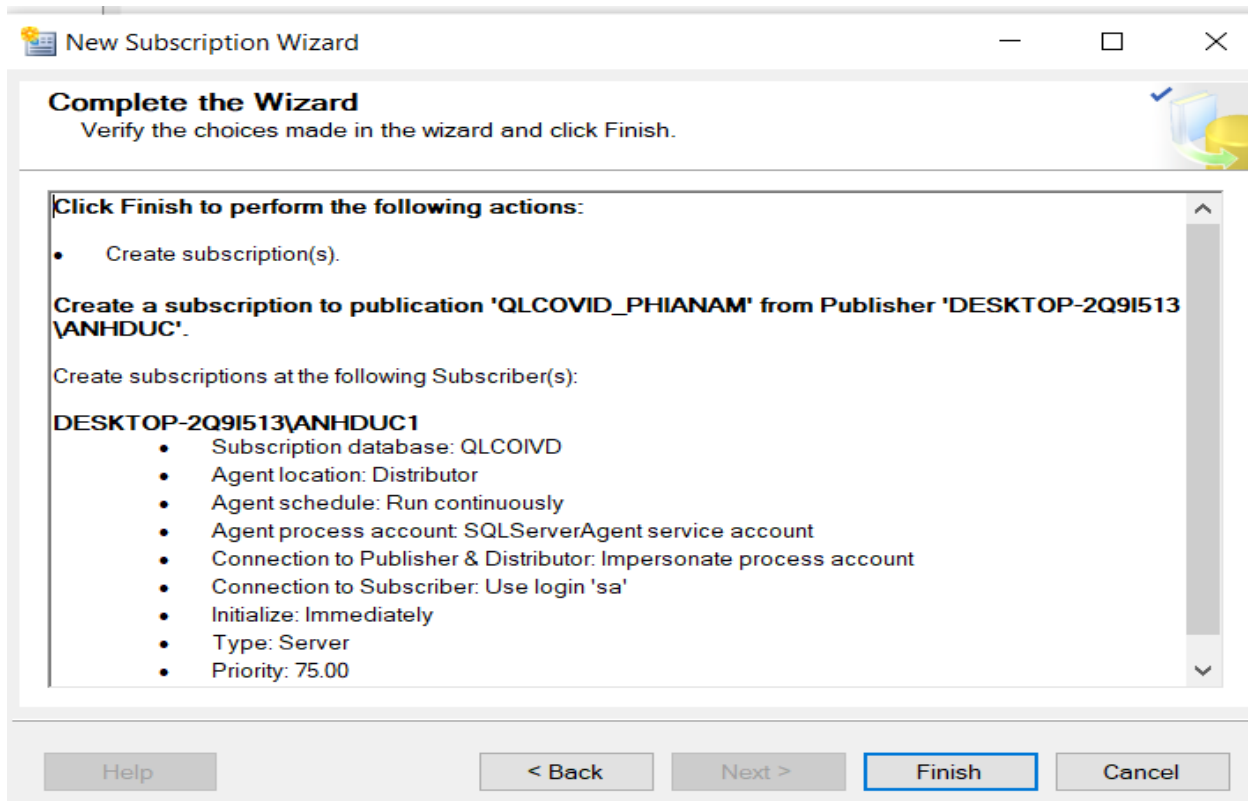 New Subscription Wizard
Complete the Wizard
Verify the choices made in the wizard and click Finish.
Click Finish to perform the following actions:
• Create subscription(s).
Create a subscription to publication 'QLCOVID_PHIANAM' from Publisher 'DESKTOP-2Q9I513
\ANHDUC'.
Create subscriptions at the following Subscriber(s):
DESKTOP-2Q9I513\ANHDUC1
• Subscription database: QLCOIVD
• Agent location: Distributor
• Agent schedule: Run continuously
• Agent process account: SQLServerAgent service account
• Connection to Publisher & Distributor: Impersonate process account
• Connection to Subscriber: Use login 'sa'
• Initialize: Immediately
• Type: Server
• Priority: 75.00
Help < Back Next > Finish Cancel